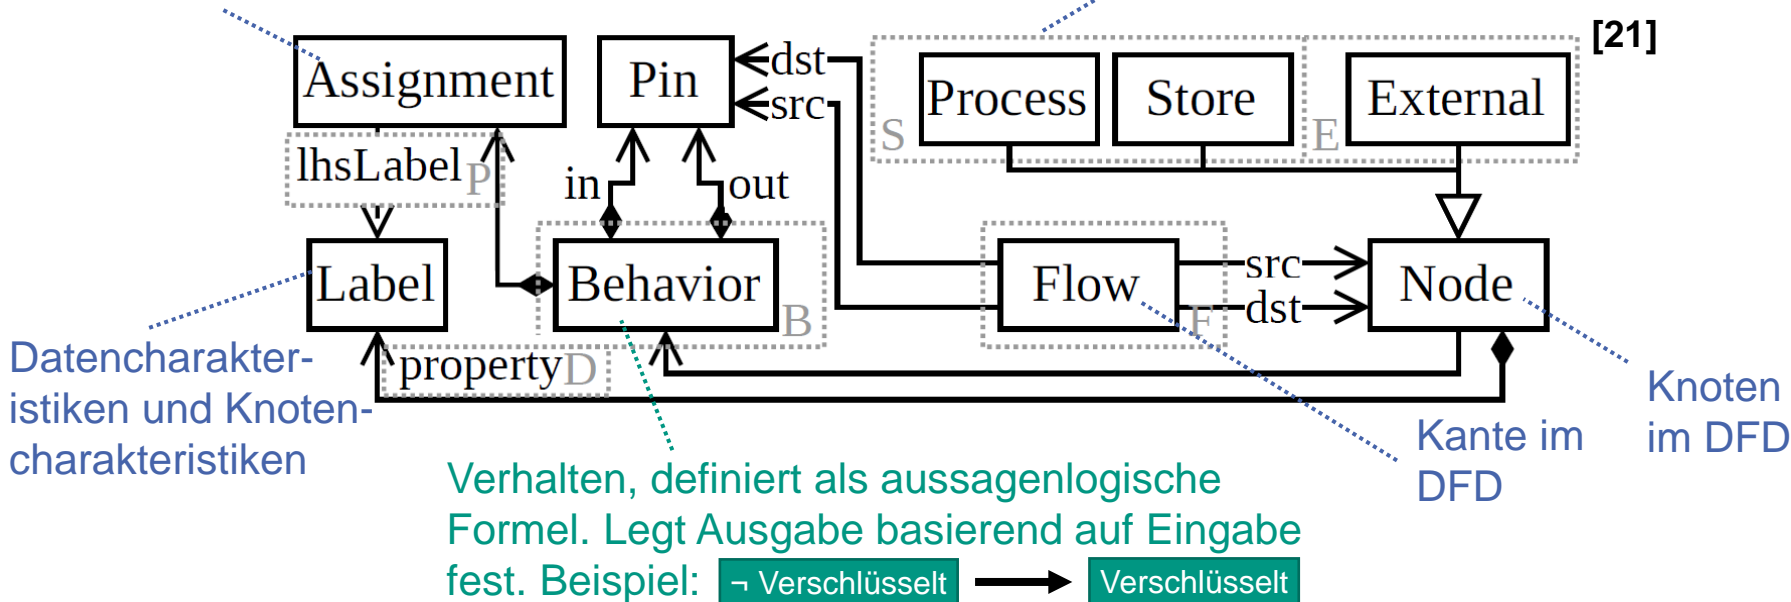 [21]
dst
Assignment
Pin
Process
Store
External
src
S
E
lhsLabel
P
in
out
Label
Behavior
B
Flow
F
src
dst
Node
property
D
Datencharakter-
istiken und Knoten-
charakteristiken
Knoten
im DFD
Kante im
DFD
Verhalten, definiert als aussagenlogische
Formel. Legt Ausgabe basierend auf Eingabe
fest. Beispiel: ¬ Verschlüsselt Verschlüsselt